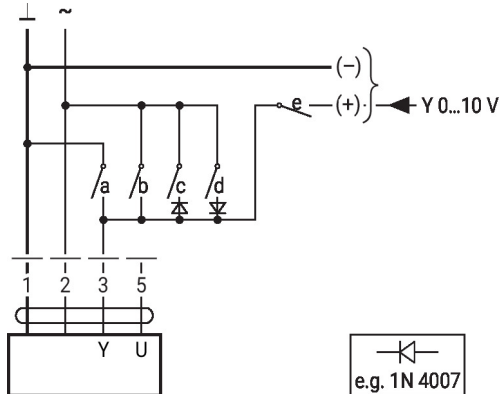 ⊥ ~
(−)
e (+) Y 0...10 V
a b c d
1 2 3 5
Y U
e.g. 1N 4007